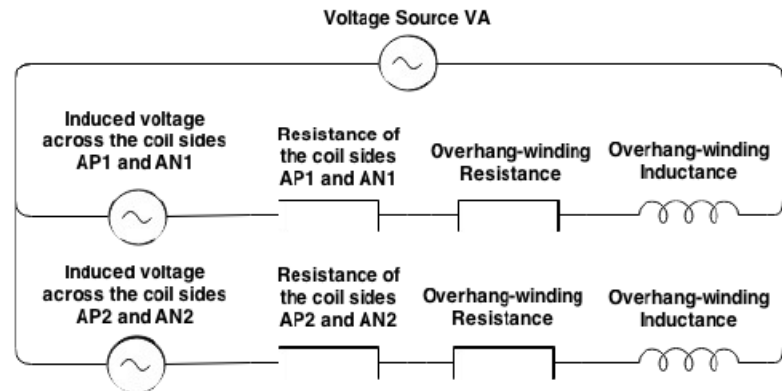 Voltage Source VA
Induced voltage
across the coil sides
AP1 and AN1
Resistance of
the coil sides
AP1 and AN1
Overhang-winding
Resistance
Overhang-winding
Inductance
Induced voltage
across the coil sides
AP2 and AN2
Resistance of
the coil sides
AP2 and AN2
Overhang-winding
Resistance
Overhang-winding
Inductance